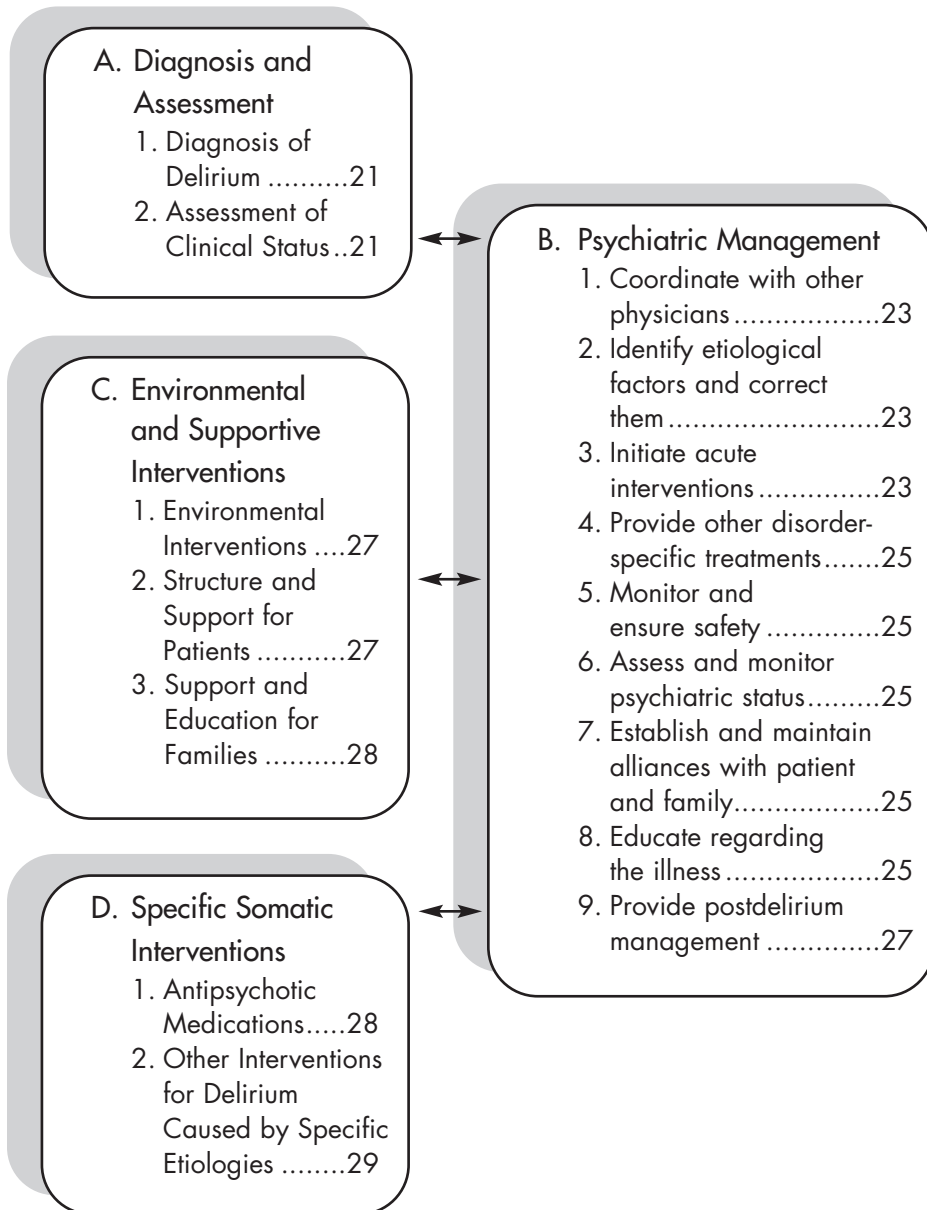 A. Diagnosis and
Assessment
1. Diagnosis of
Delirium ..........21
2. Assessment of
Clinical Status..21
B. Psychiatric Management
1. Coordinate with other
physicians...................23
2. Identify etiological
factors and correct
them..........................23
3. Initiate acute
interventions................23
4. Provide other disorder-
specific treatments.......25
5. Monitor and
ensure safety ..............25
6. Assess and monitor
psychiatric status.........25
7. Establish and maintain
alliances with patient
and family..................25
8. Educate regarding
the illness...................25
9. Provide postdelirium
management ..............27
C. Environmental
and Supportive
Interventions
1. Environmental
Interventions ....27
2. Structure and
Support for
Patients ...........27
3. Support and
Education for
Families ..........28
D. Specific Somatic
Interventions
1. Antipsychotic
Medications.....28
2. Other Interventions
for Delirium
Caused by Specific
Etiologies ........29